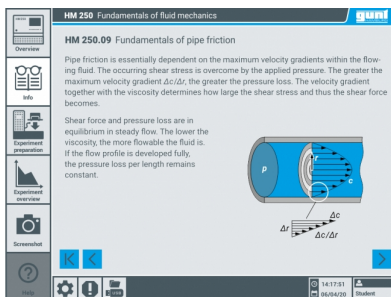 HM 250 Fundamentals of fluid mechanics
gunt
Overview
Info
Experiment
preparation
Experiment
overview
Screenshot
Help
HM 250.09 Fundamentals of pipe friction
Pipe friction is essentially dependent on the maximum velocity gradients within the flow-
ing fluid. The occurring shear stress is overcome by the applied pressure. The greater the
maximum velocity gradient Δc/Δr, the greater the pressure loss. The velocity gradient
together with the viscosity determines how large the shear stress and thus the shear force
becomes.
Shear force and pressure loss are in
equilibrium in steady flow. The lower the
viscosity, the more flowable the fluid is.
If the flow profile is developed fully,
the pressure loss per length remains
constant.
p
r
c
Δc
Δr
Δc/Δr
USB
14:17:51
06/04/20
Student